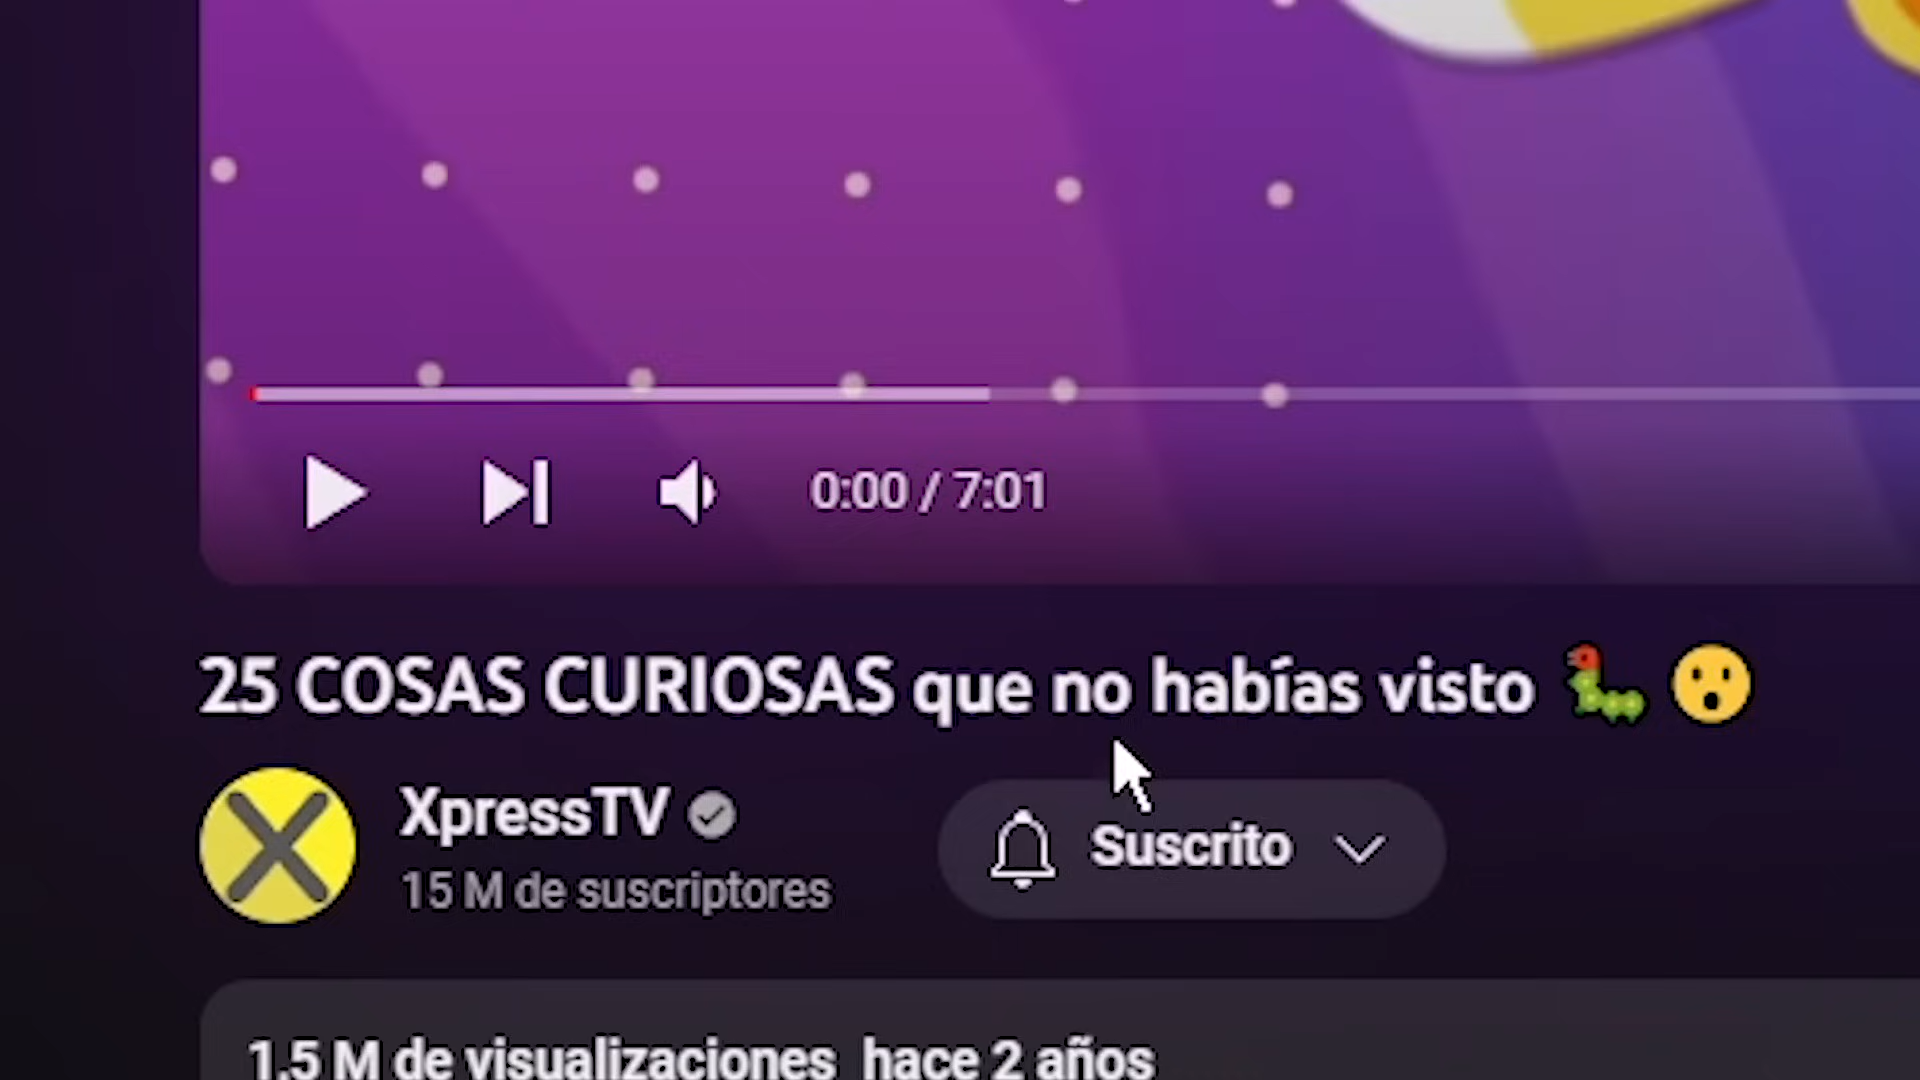 0:00 / 7:01
25 COSAS CURIOSAS que no habías visto 🐛 😮
XpressTV
15 M de suscriptores
Suscrito
1,5 M de visualizaciones hace 2 años